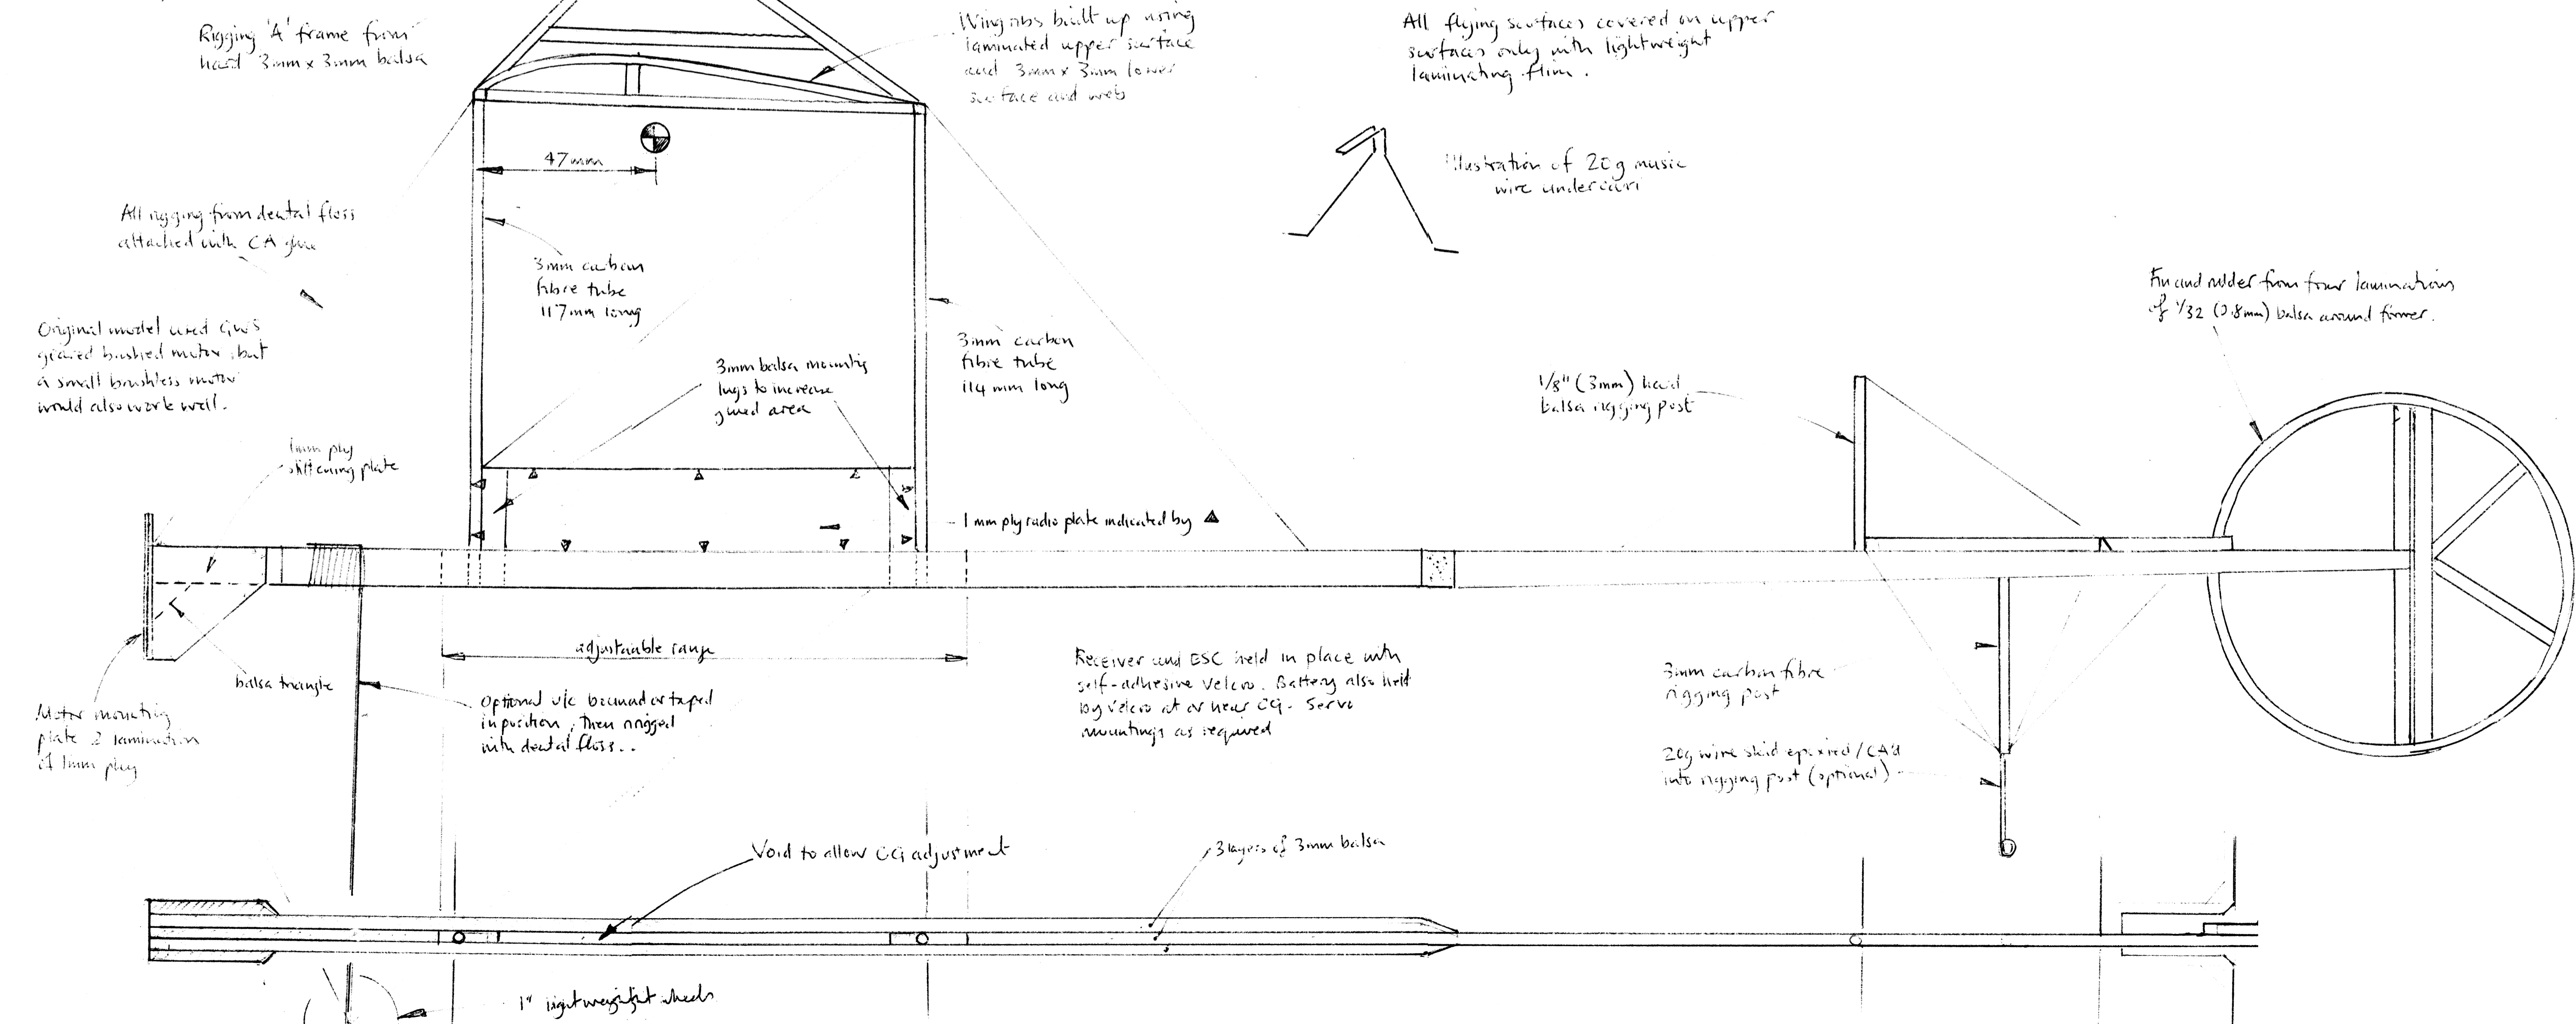 Rigging 'A' frame from
hard 3mm x 3mm balsa
Wing ribs built up using
laminated upper surface
and 3mm x 3mm lower
surface and web
All flying surfaces covered on upper
surfaces only with lightweight
laminating flim.
47mm
Illustration of 20g music
wire undercarri
All rigging from dental floss
attached with CA glue
3mm carbon
fibre tube
117mm long
Original model used GWS
geared brushed motor, but
a small brushless motor
would also work well.
3mm balsa mounting
lugs to increase
glued area
3mm carbon
fibre tube
114 mm long
Fin and rudder from four laminations
of 1/32 (0.8mm) balsa around former.
1/8" (3mm) hard
balsa rigging post
1mm ply
stiffening plate
1mm ply radio plate indicated by
adjustable range
balsa triangle
Motor mounting
plate 2 lamination
of 1mm ply
Optional u/c bound or taped
in position, then rigged
with dental floss..
Receiver and ESC held in place with
self-adhesive Velcro. Battery also held
by Velcro at or near CG. Servo
mountings as required
3mm carbon fibre
rigging post
20g wire skid epoxied/CA'd
into rigging post (optional)
Void to allow CG adjustment
3 layers of 3mm balsa
1" lightweight wheels